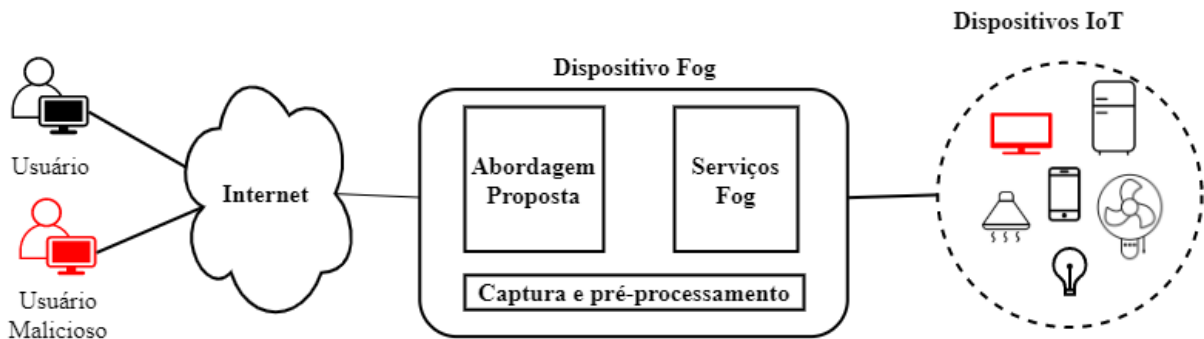 Dispositivos IoT
Dispositivo Fog
Usuário
Internet
Abordagem
Proposta
Serviços
Fog
Captura e pré-processamento
Usuário
Malicioso